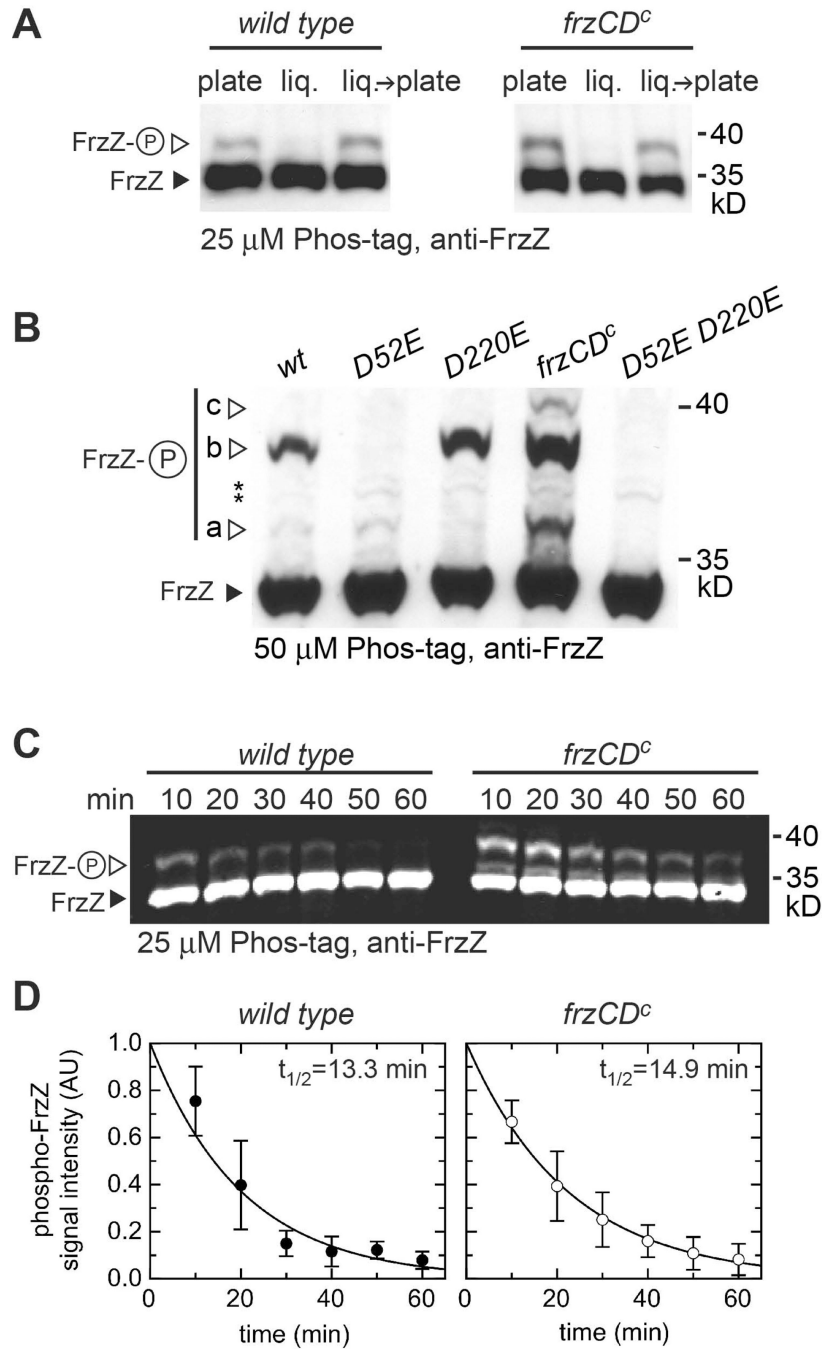 A
wild type frzCDᶜ
plate liq. liq.→plate plate liq. liq.→plate
FrzZ-Ⓟ ▷ - 40
FrzZ ▶ - 35
kD
25 µM Phos-tag, anti-FrzZ
B
wt D52E D220E frzCDᶜ D52E D220E
c ▷ - 40
FrzZ-Ⓟ b ▷
*
*
a ▷
- 35
FrzZ ▶ kD
50 µM Phos-tag, anti-FrzZ
C
wild type frzCDᶜ
min 10 20 30 40 50 60 10 20 30 40 50 60
- 40
FrzZ-Ⓟ▷
- 35
FrzZ▶ kD
25 µM Phos-tag, anti-FrzZ
D
wild type frzCDᶜ
phospho-FrzZ
signal intensity (AU)
1.0
0.8
0.6
0.4
0.2
0.0
t1/2=13.3 min t1/2=14.9 min
0 20 40 60 0 20 40 60
time (min) time (min)